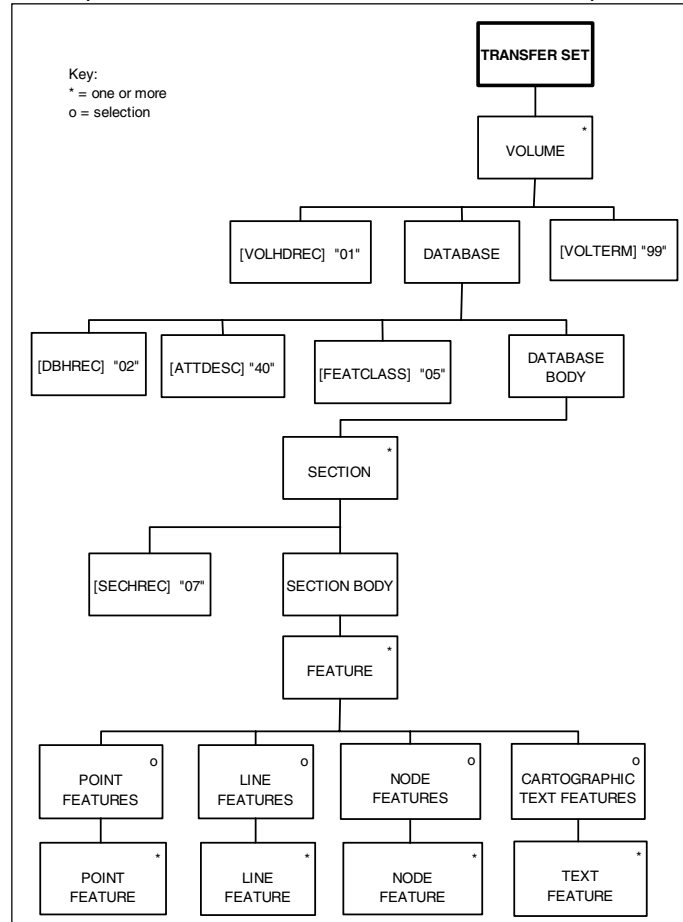 TRANSFER SET
Key:
* = one or more
o = selection
*
VOLUME
[VOLHDREC] "01"
DATABASE
[VOLTERM] "99"
[DBHREC] "02"
[ATTDESC] "40"
[FEATCLASS] "05"
DATABASE
BODY
*
SECTION
[SECHREC] "07"
SECTION BODY
*
FEATURE
o
POINT
FEATURES
o
LINE
FEATURES
o
NODE
FEATURES
o
CARTOGRAPHIC
TEXT FEATURES
*
POINT
FEATURE
*
LINE
FEATURE
*
NODE
FEATURE
*
TEXT
FEATURE